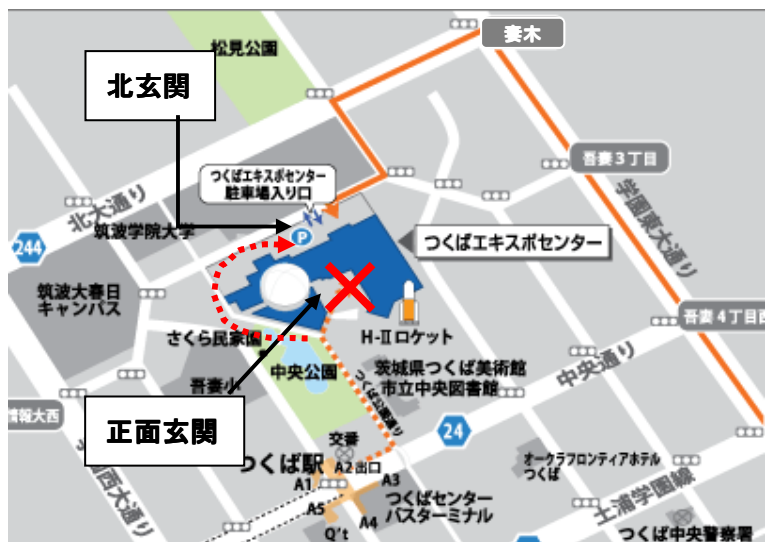 妻木
松見公園
北玄関
吾妻3丁目
つくばエキスポセンター
駐車場入り口
北大通り
学園東大通り
筑波学院大学
P
244
つくばエキスポセンター
筑波大春日
キャンパス
H-Ⅱロケット
吾妻4丁目西
さくら民家園
中央公園
茨城県つくば美術館
市立中央図書館
中央通り
吾妻小
つくば公園通り
情報大西
正面玄関
24
交番
つくば駅
A2出口
A1
A3
オークラフロンティアホテル
つくば
西大通り
つくばセンター
バスターミナル
土浦学園線
A5
A4
Q't
つくば中央警察署